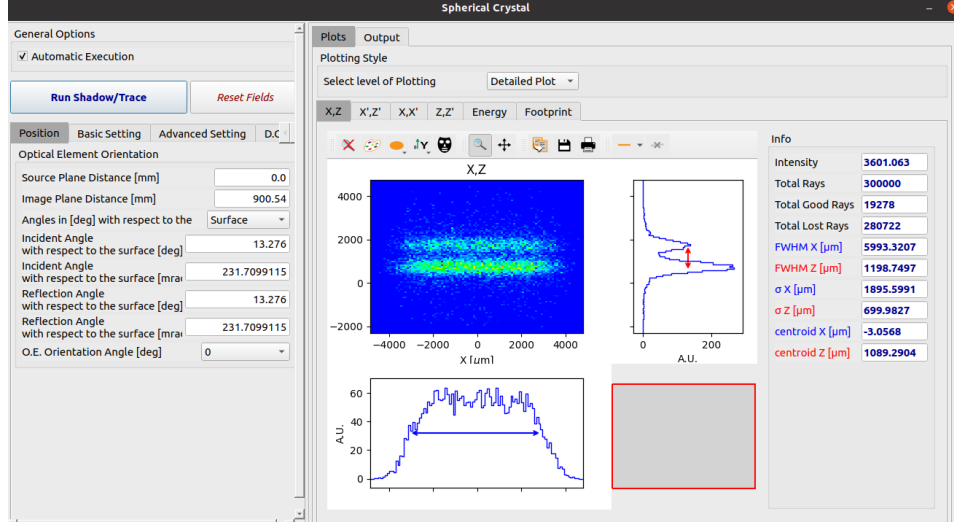 Spherical Crystal
General Options
Automatic Execution
Run Shadow/Trace
Reset Fields
Position
Basic Setting
Advanced Setting
D.C
Optical Element Orientation
Source Plane Distance [mm]
0.0
Image Plane Distance [mm]
900.54
Angles in [deg] with respect to the
Surface
Incident Angle
with respect to the surface [deg]
13.276
Incident Angle
with respect to the surface [mra
231.7099115
Reflection Angle
with respect to the surface [deg]
13.276
Reflection Angle
with respect to the surface [mra
231.7099115
O.E. Orientation Angle [deg]
0
Plots
Output
Plotting Style
Select level of Plotting
Detailed Plot
X,Z
X',Z'
X,X'
Z,Z'
Energy
Footprint
X,Z
4000
2000
0
−2000
−4000
−2000
0
2000
4000
X [µm]
0
200
A.U.
60
40
20
0
A.U.
Info
Intensity
3601.063
Total Rays
300000
Total Good Rays
19278
Total Lost Rays
280722
FWHM X [µm]
5993.3207
FWHM Z [µm]
1198.7497
σ X [µm]
1895.5991
σ Z [µm]
699.9827
centroid X [µm]
-3.0568
centroid Z [µm]
1089.2904